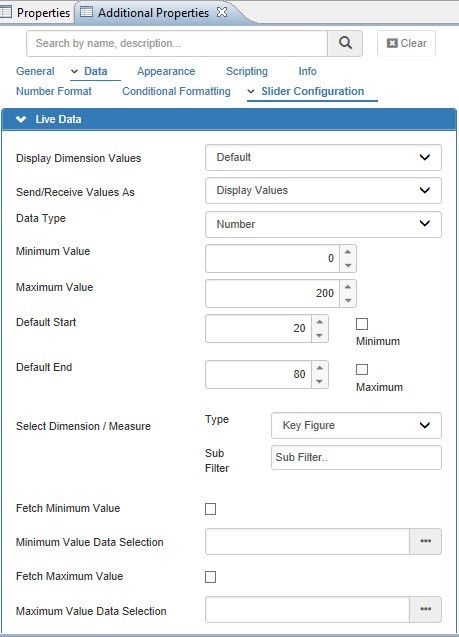 Properties Additional Properties
Search by name, description... Clear
General Data Appearance Scripting Info
Number Format Conditional Formatting Slider Configuration
Live Data
Display Dimension Values Default
Send/Receive Values As Display Values
Data Type Number
Minimum Value 0
Maximum Value 200
Default Start 20
Minimum
Default End 80
Maximum
Select Dimension / Measure Type Key Figure
Sub Filter Sub Filter..
Fetch Minimum Value
Minimum Value Data Selection ...
Fetch Maximum Value
Maximum Value Data Selection ...